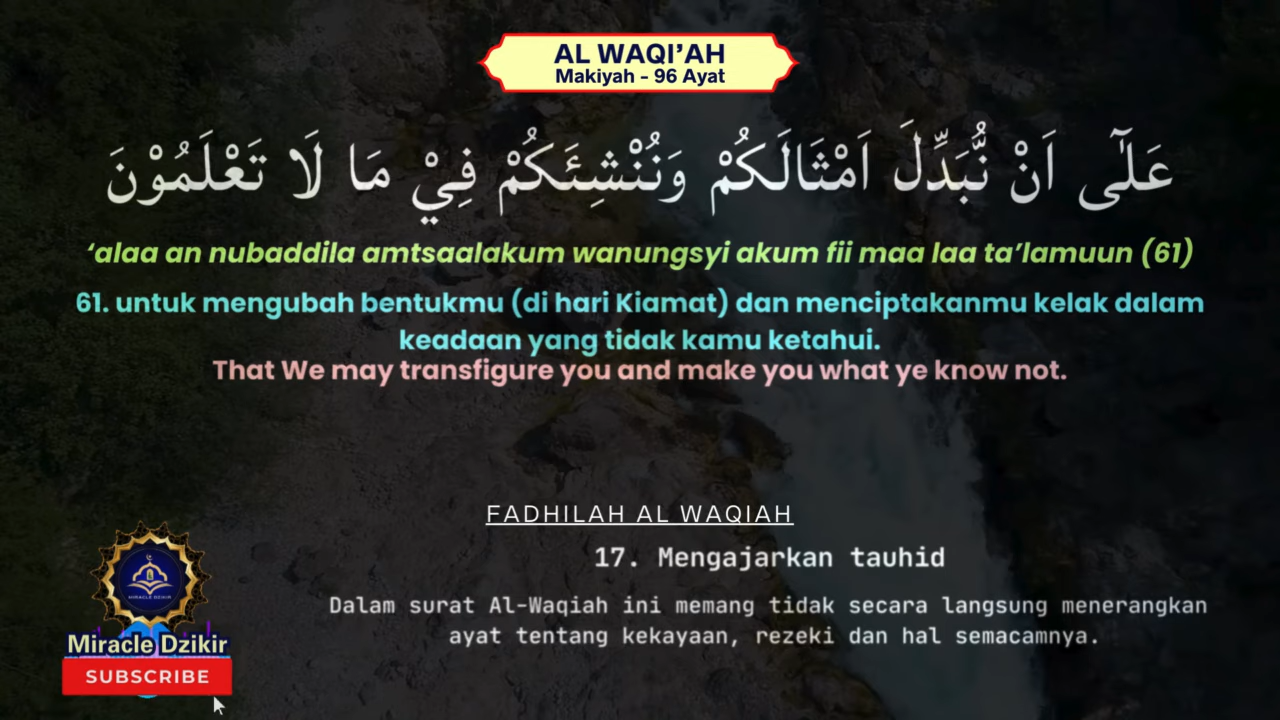 AL WAQI’AH
Makiyah - 96 Ayat
عَلٰٓى اَنْ نُّبَدِّلَ اَمْثَالَكُمْ وَنُنْشِئَكُمْ فِيْ مَا لَا تَعْلَمُوْنَ
‘alaa an nubaddila amtsaalakum wanungsyi akum fii maa laa ta’lamuun (61)
61. untuk mengubah bentukmu (di hari Kiamat) dan menciptakanmu kelak dalam
keadaan yang tidak kamu ketahui.
That We may transfigure you and make you what ye know not.
FADHILAH AL WAQIAH
17. Mengajarkan tauhid
Dalam surat Al-Waqiah ini memang tidak secara langsung menerangkan
ayat tentang kekayaan, rezeki dan hal semacamnya.
MIRACLE DZIKIR
Miracle Dzikir
SUBSCRIBE